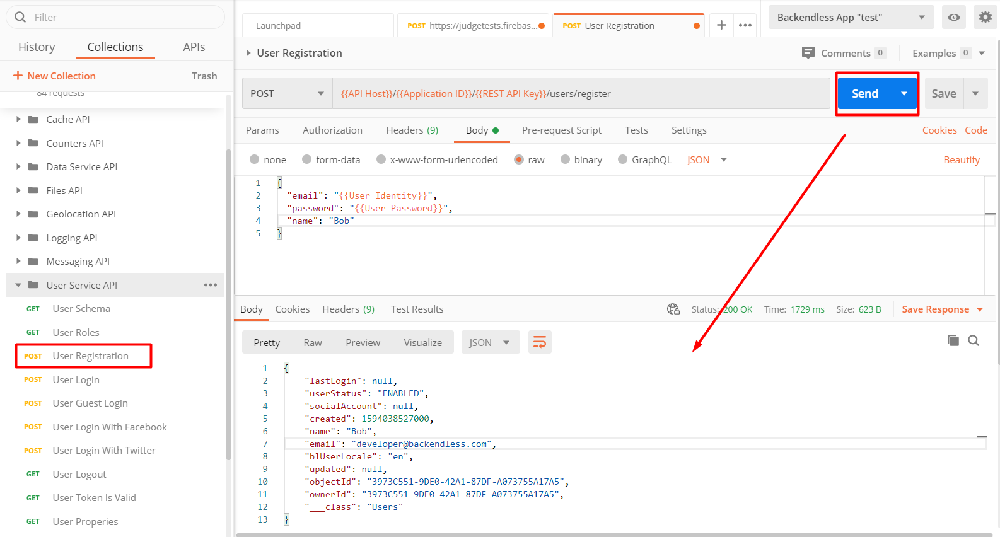 Filter
History Collections APIs
+ New Collection Trash
84 requests
Cache API
Counters API
Data Service API
Files API
Geolocation API
Logging API
Messaging API
User Service API •••
GET User Schema
GET User Roles
POST User Registration
POST User Login
POST User Guest Login
POST User Login With Facebook
POST User Login With Twitter
GET User Logout
GET User Token Is Valid
GET User Properies
Launchpad POST https://judgetests.firebas... POST User Registration + ••• Backendless App "test"
User Registration Comments 0 Examples 0
POST {{API Host}}/{{Application ID}}/{{REST API Key}}/users/register Send Save
Params Authorization Headers (9) Body Pre-request Script Tests Settings Cookies Code
none form-data x-www-form-urlencoded raw binary GraphQL JSON Beautify
1 {
2 "email": "{{User Identity}}",
3 "password": "{{User Password}}",
4 "name": "Bob"
5 }
Body Cookies Headers (9) Test Results Status: 200 OK Time: 1729 ms Size: 623 B Save Response
Pretty Raw Preview Visualize JSON
1 {
2 "lastLogin": null,
3 "userStatus": "ENABLED",
4 "socialAccount": null,
5 "created": 1594038527000,
6 "name": "Bob",
7 "email": "developer@backendless.com",
8 "blUserLocale": "en",
9 "updated": null,
10 "objectId": "3973C551-9DE0-42A1-87DF-A073755A17A5",
11 "ownerId": "3973C551-9DE0-42A1-87DF-A073755A17A5",
12 "___class": "Users"
13 }